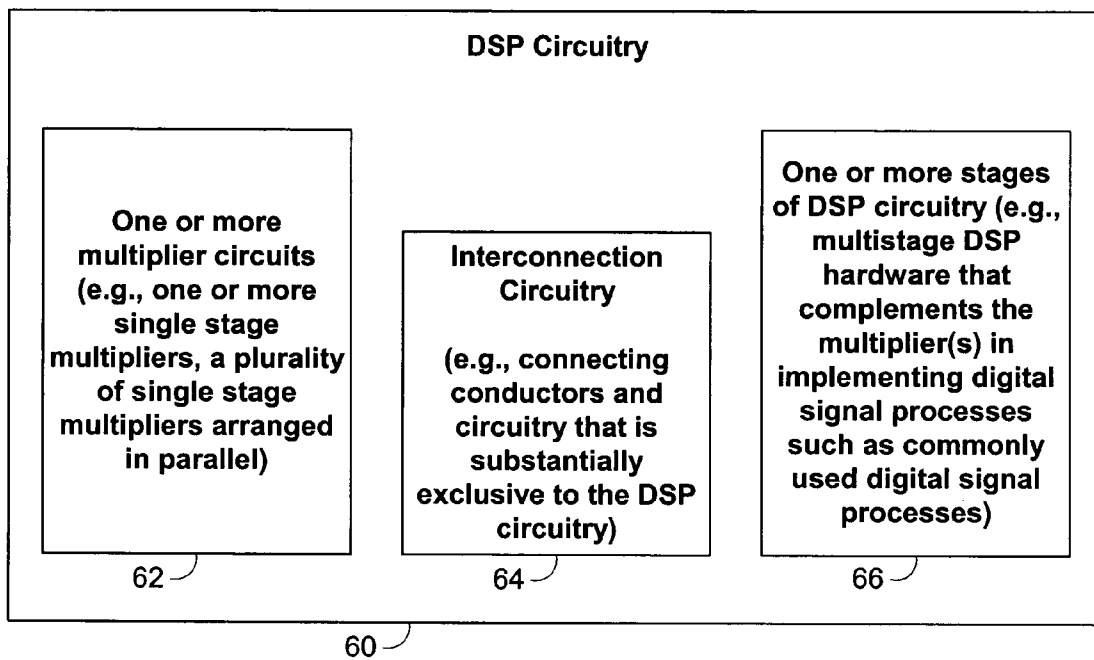 DSP Circuitry
One or more
multiplier circuits
(e.g., one or more
single stage
multipliers, a plurality
of single stage
multipliers arranged
in parallel)
62
Interconnection
Circuitry
(e.g., connecting
conductors and
circuitry that is
substantially
exclusive to the DSP
circuitry)
64
One or more stages
of DSP circuitry (e.g.,
multistage DSP
hardware that
complements the
multiplier(s) in
implementing digital
signal processes
such as commonly
used digital signal
processes)
66
60